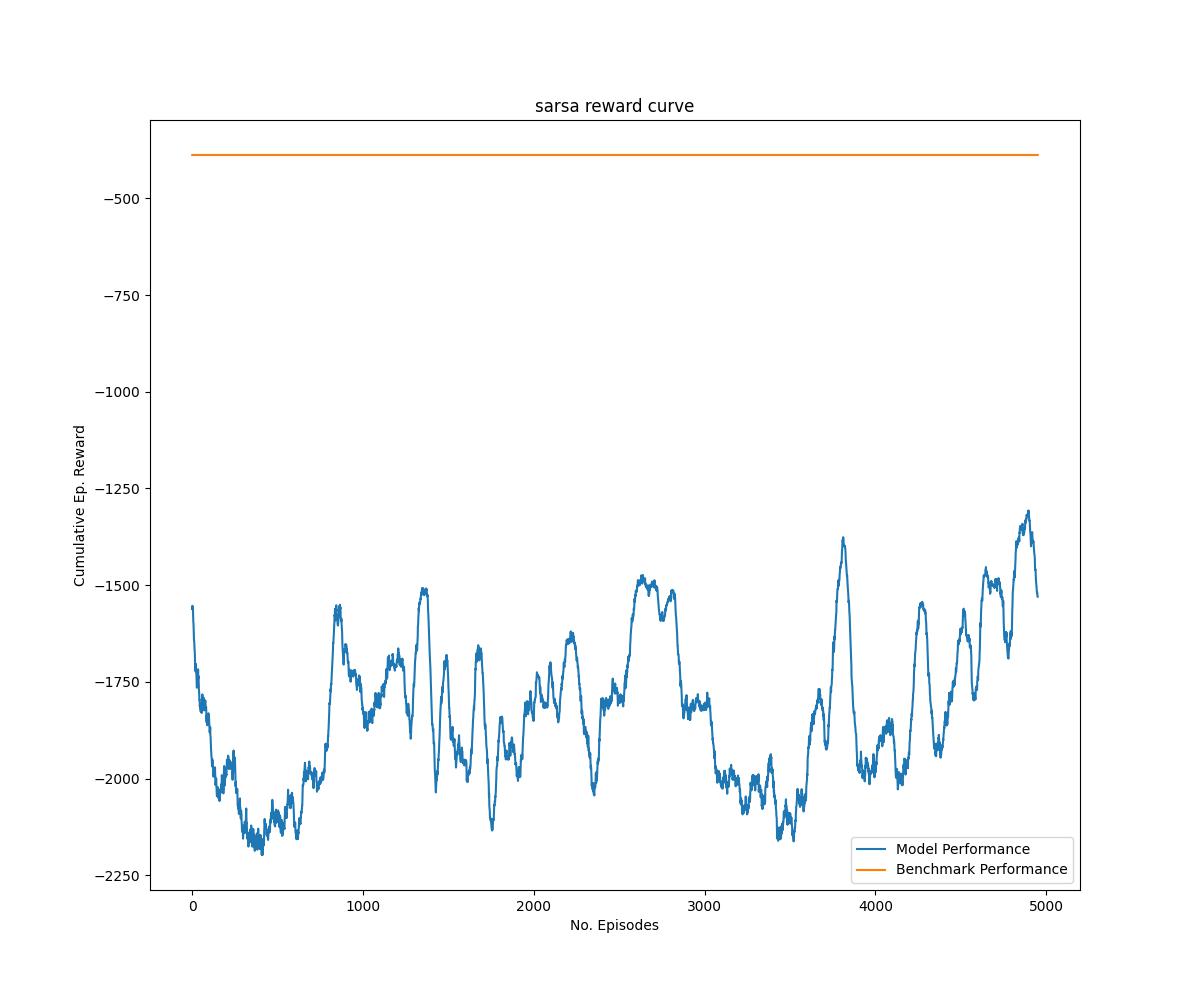 sarsa reward curve
−500
−750
−1000
−1250
−1500
−1750
−2000
−2250
Cumulative Ep. Reward
0 1000 2000 3000 4000 5000
No. Episodes
Model Performance
Benchmark Performance